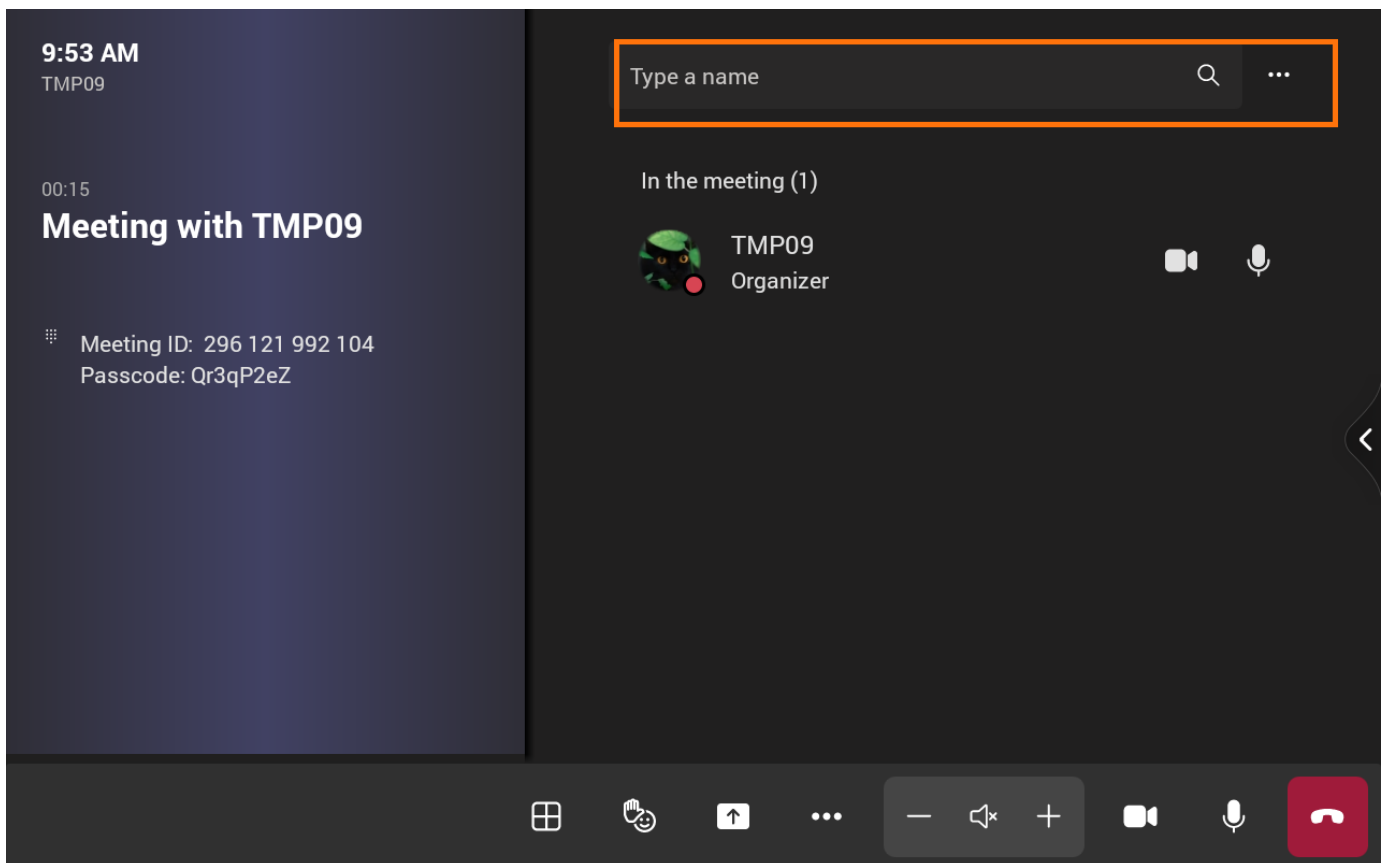 9:53 AM
TMP09
00:15
Meeting with TMP09
Meeting ID: 296 121 992 104
Passcode: Qr3qP2eZ
Type a name
In the meeting (1)
TMP09
Organizer